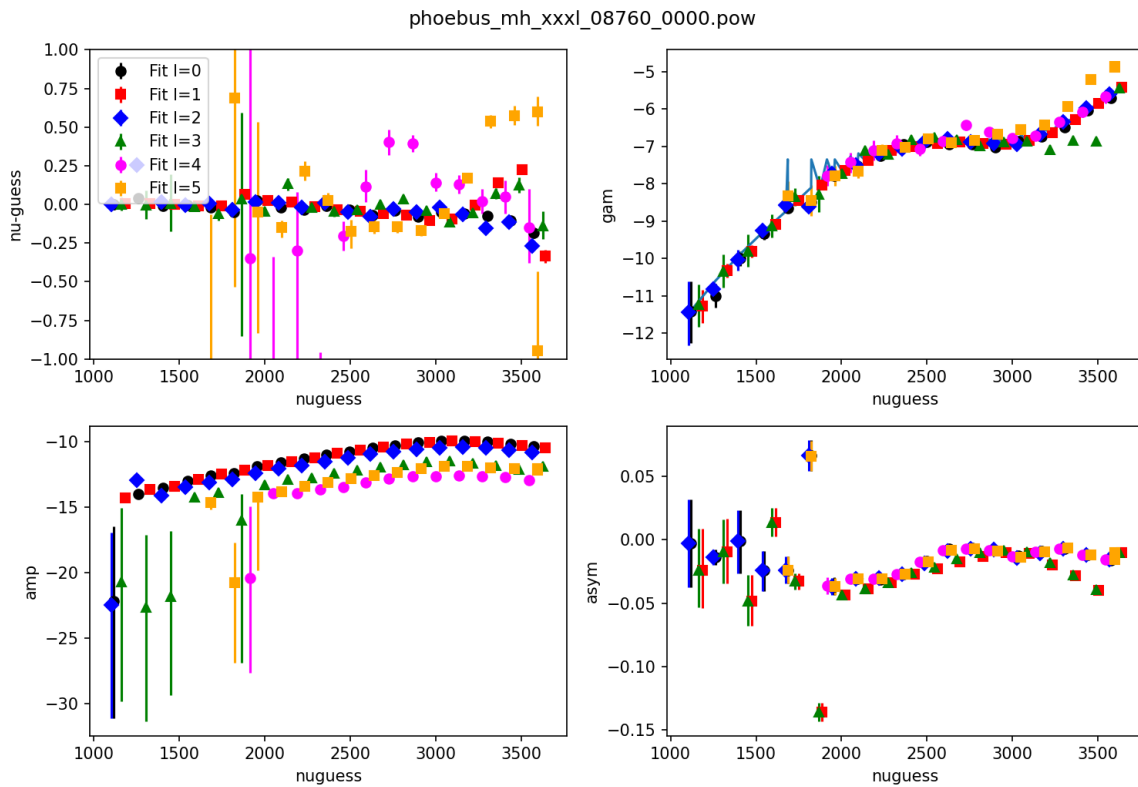 phoebus_mh_xxxl_08760_0000.pow
1.00
0.75
0.50
0.25
0.00
−0.25
−0.50
−0.75
−1.00
nu-guess
Fit l=0
Fit l=1
Fit l=2
Fit l=3
Fit l=4
Fit l=5
1000 1500 2000 2500 3000 3500
nuguess
−5
−6
−7
−8
−9
−10
−11
−12
gam
1000 1500 2000 2500 3000 3500
nuguess
−10
−15
−20
−25
−30
amp
1000 1500 2000 2500 3000 3500
nuguess
0.05
0.00
−0.05
−0.10
−0.15
asym
1000 1500 2000 2500 3000 3500
nuguess